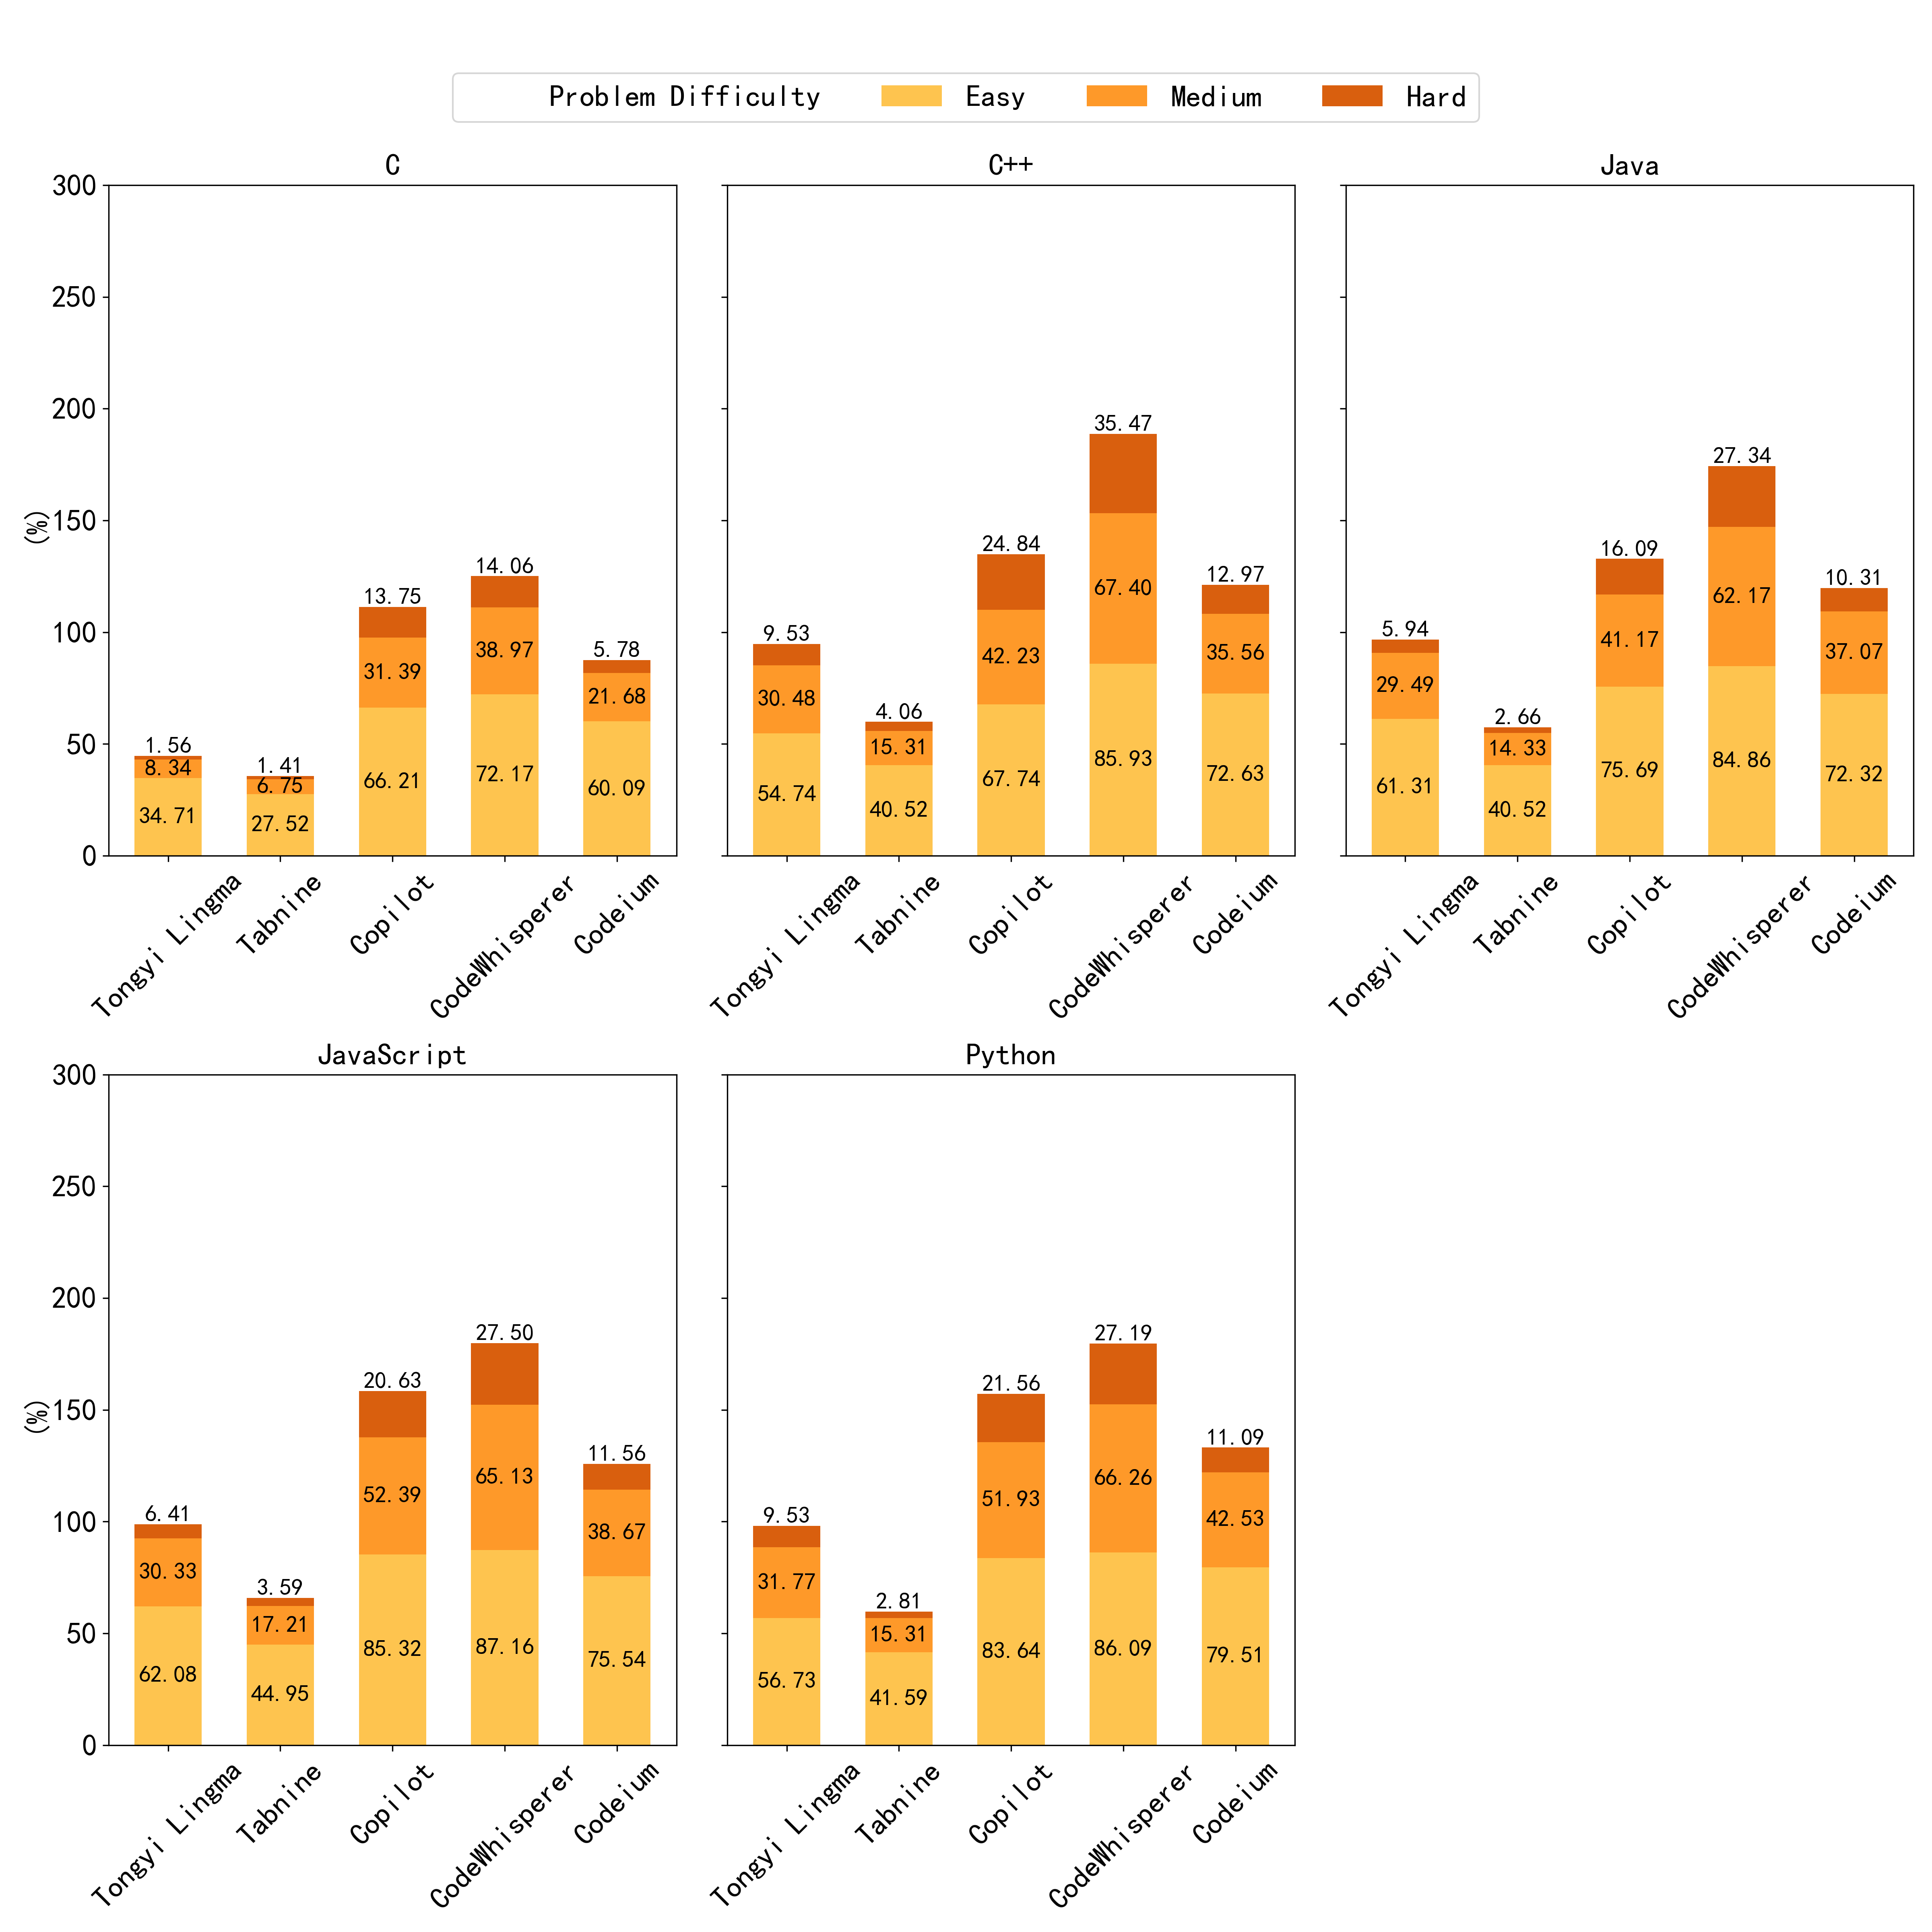 Problem Difficulty Easy Medium Hard
C
300
250
200
150
100
50
0
(%)
1.56
8.34
34.71
1.41
6.75
27.52
13.75
31.39
66.21
14.06
38.97
72.17
5.78
21.68
60.09
Tongyi Lingma
Tabnine
Copilot
CodeWhisperer
Codeium
C++
9.53
30.48
54.74
4.06
15.31
40.52
24.84
42.23
67.74
35.47
67.40
85.93
12.97
35.56
72.63
Tongyi Lingma
Tabnine
Copilot
CodeWhisperer
Codeium
Java
5.94
29.49
61.31
2.66
14.33
40.52
16.09
41.17
75.69
27.34
62.17
84.86
10.31
37.07
72.32
Tongyi Lingma
Tabnine
Copilot
CodeWhisperer
Codeium
JavaScript
300
250
200
150
100
50
0
(%)
6.41
30.33
62.08
3.59
17.21
44.95
20.63
52.39
85.32
27.50
65.13
87.16
11.56
38.67
75.54
Tongyi Lingma
Tabnine
Copilot
CodeWhisperer
Codeium
Python
9.53
31.77
56.73
2.81
15.31
41.59
21.56
51.93
83.64
27.19
66.26
86.09
11.09
42.53
79.51
Tongyi Lingma
Tabnine
Copilot
CodeWhisperer
Codeium